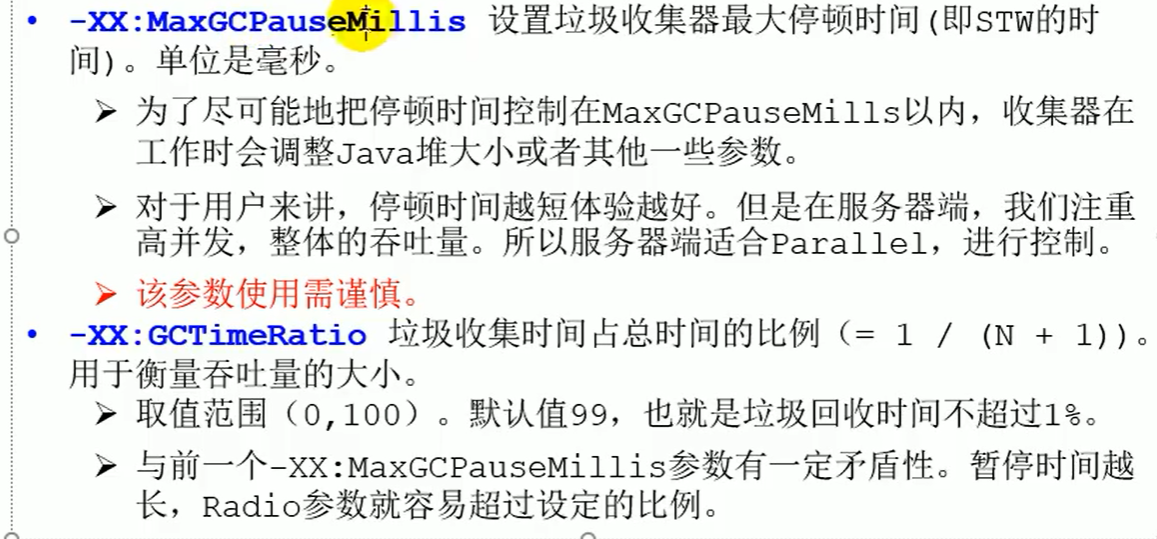 • -XX:MaxGCPauseMillis 设置垃圾收集器最大停顿时间(即STW的时
间)。单位是毫秒。
➢ 为了尽可能地把停顿时间控制在MaxGCPauseMills以内，收集器在
工作时会调整Java堆大小或者其他一些参数。
➢ 对于用户来讲，停顿时间越短体验越好。但是在服务器端，我们注重
高并发，整体的吞吐量。所以服务器端适合Parallel，进行控制。
➢ 该参数使用需谨慎。
• -XX:GCTimeRatio 垃圾收集时间占总时间的比例（= 1 / (N + 1)）。
用于衡量吞吐量的大小。
➢ 取值范围（0,100）。默认值99，也就是垃圾回收时间不超过1%。
➢ 与前一个-XX:MaxGCPauseMillis参数有一定矛盾性。暂停时间越
长，Radio参数就容易超过设定的比例。